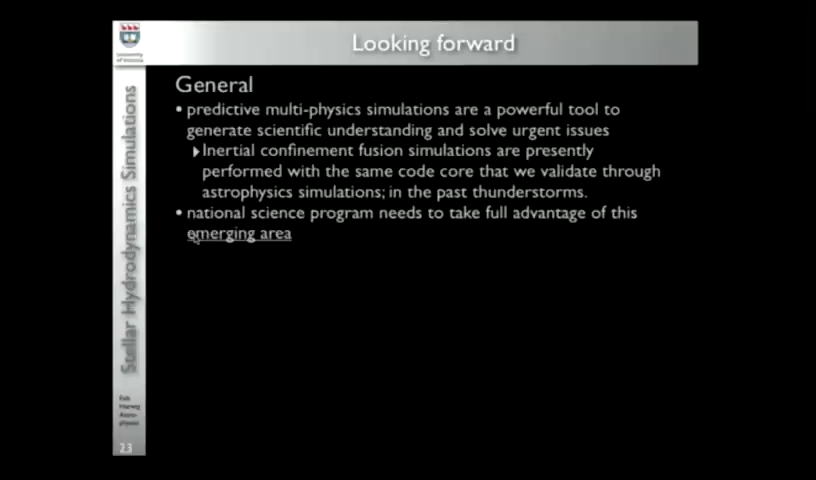 Looking forward
General
• predictive multi-physics simulations are a powerful tool to
generate scientific understanding and solve urgent issues
Inertial confinement fusion simulations are presently
performed with the same code core that we validate through
astrophysics simulations; in the past thunderstorms.
• national science program needs to take full advantage of this
emerging area
Stellar Hydrodynamics Simulations
23